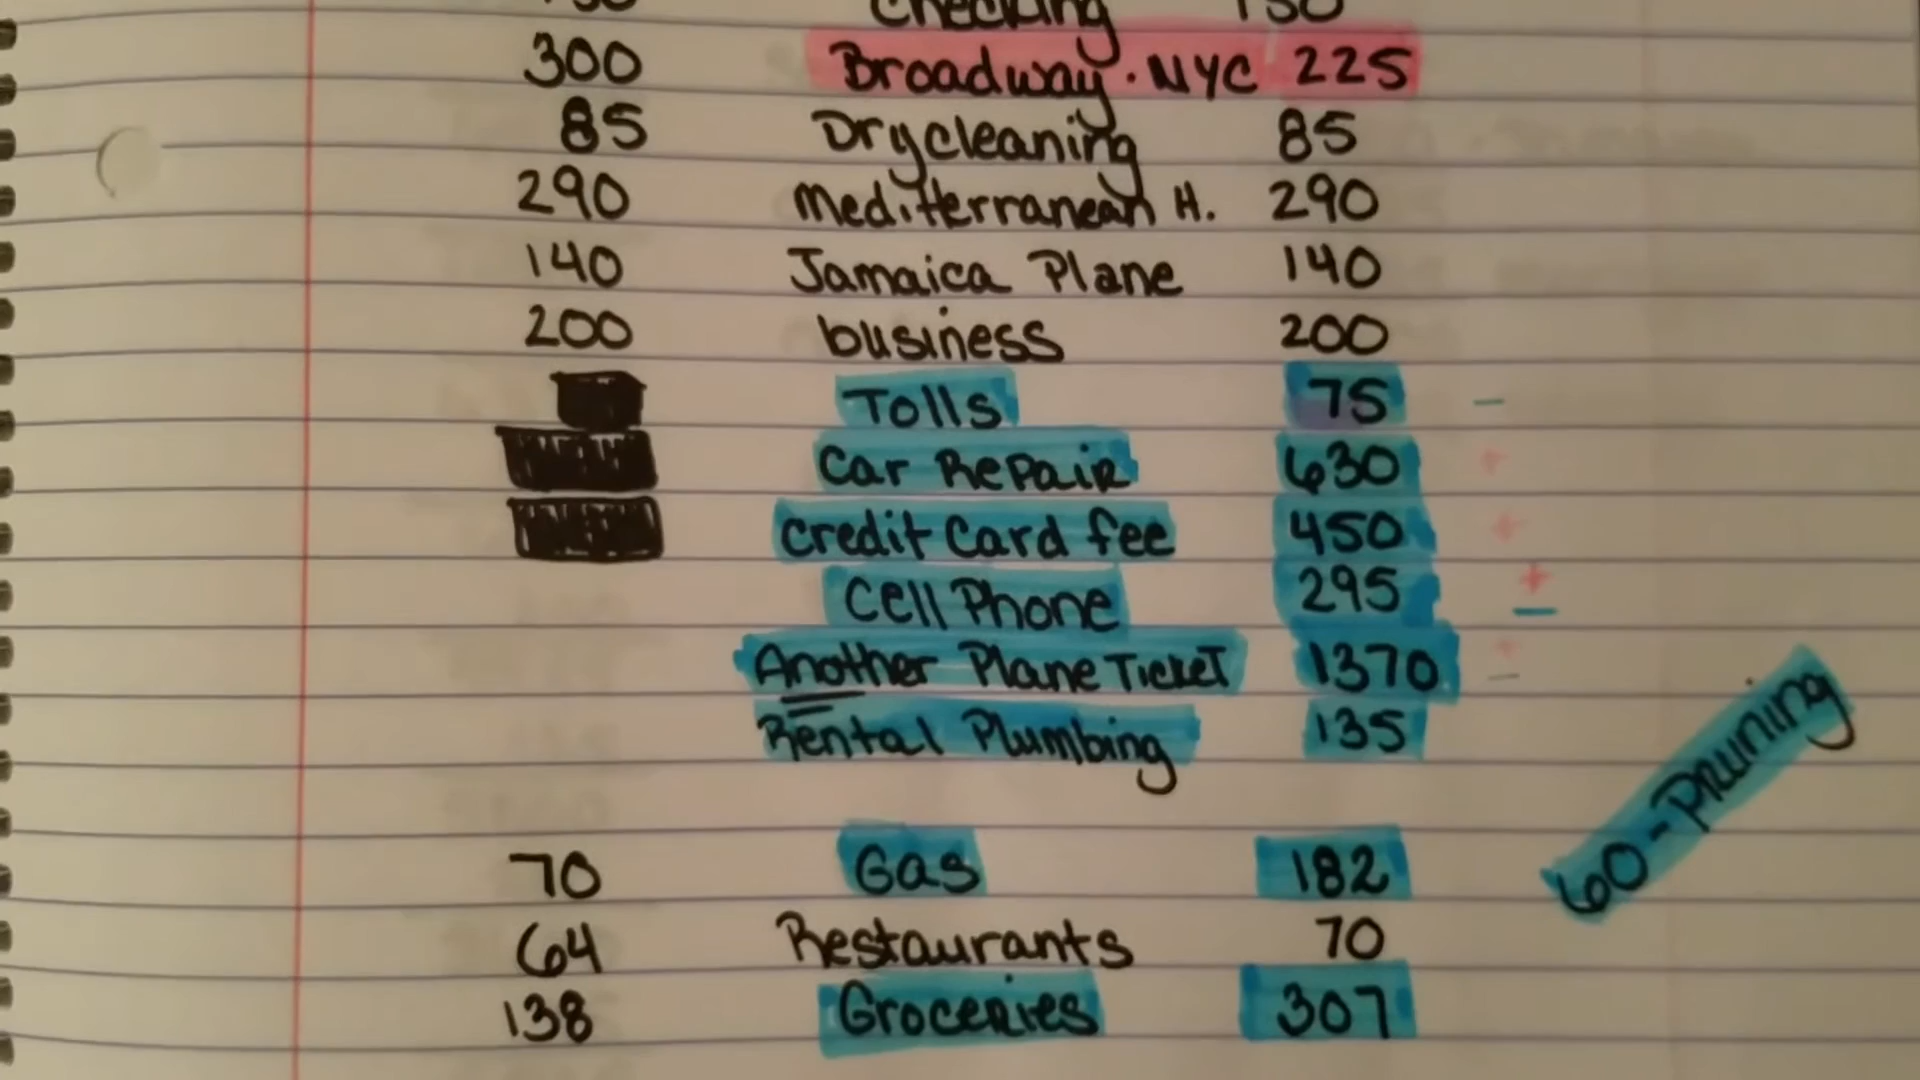 Checking 150
300 Broadway · NYC 225
85 Drycleaning 85
290 Mediterranean H. 290
140 Jamaica Plane 140
200 business 200
Tolls 75 -
Car Repair 630 +
Credit Card fee 450 +
Cell Phone 295 + -
Another Plane Ticket 1370 + -
Rental Plumbing 135
60 - Pruning
70 Gas 182
64 Restaurants 70
138 Groceries 307